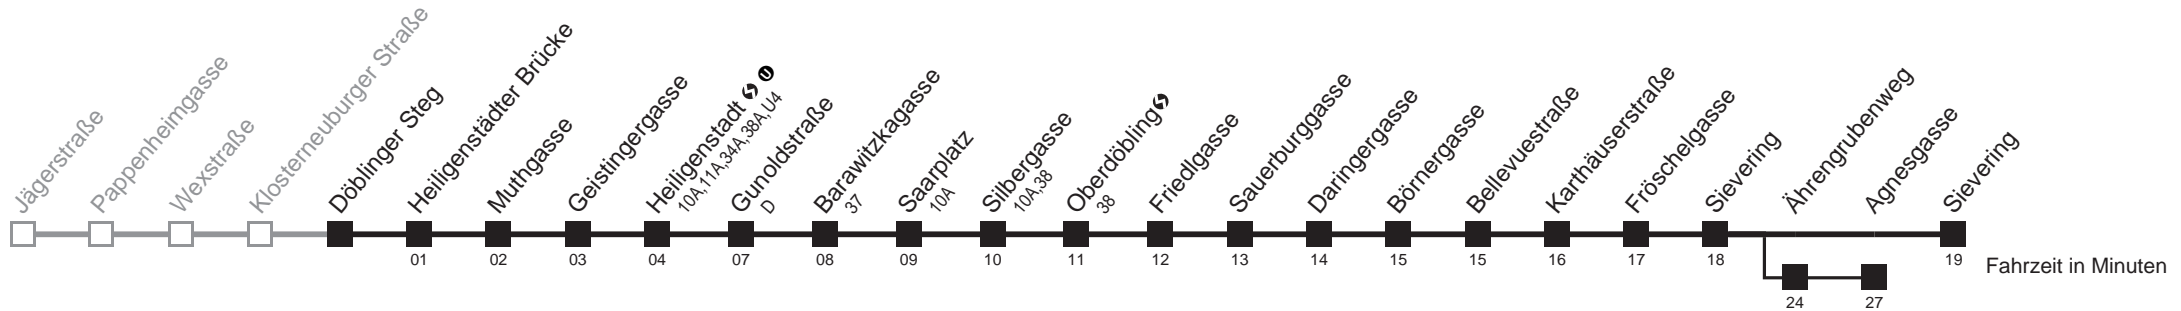 Jägerstraße
Pappenheimgasse
Wexstraße
Klosterneuburger Straße
Döblinger Steg
Heiligenstädter Brücke
Muthgasse
Geistingergasse
Heiligenstadt
10A,11A,34A,38A,U4
Gunoldstraße
D
Barawitzkagasse
37
Saarplatz
10A
Silbergasse
10A,38
Oberdöbling
38
Friedlgasse
Sauerburggasse
Daringergasse
Börnergasse
Bellevuestraße
Karthäuserstraße
Fröschelgasse
Sievering
Ährengrubenweg
Agnesgasse
Sievering
01 02 03 04 07 08 09 10 11 12 13 14 15 15 16 17 18 19 Fahrzeit in Minuten
24 27